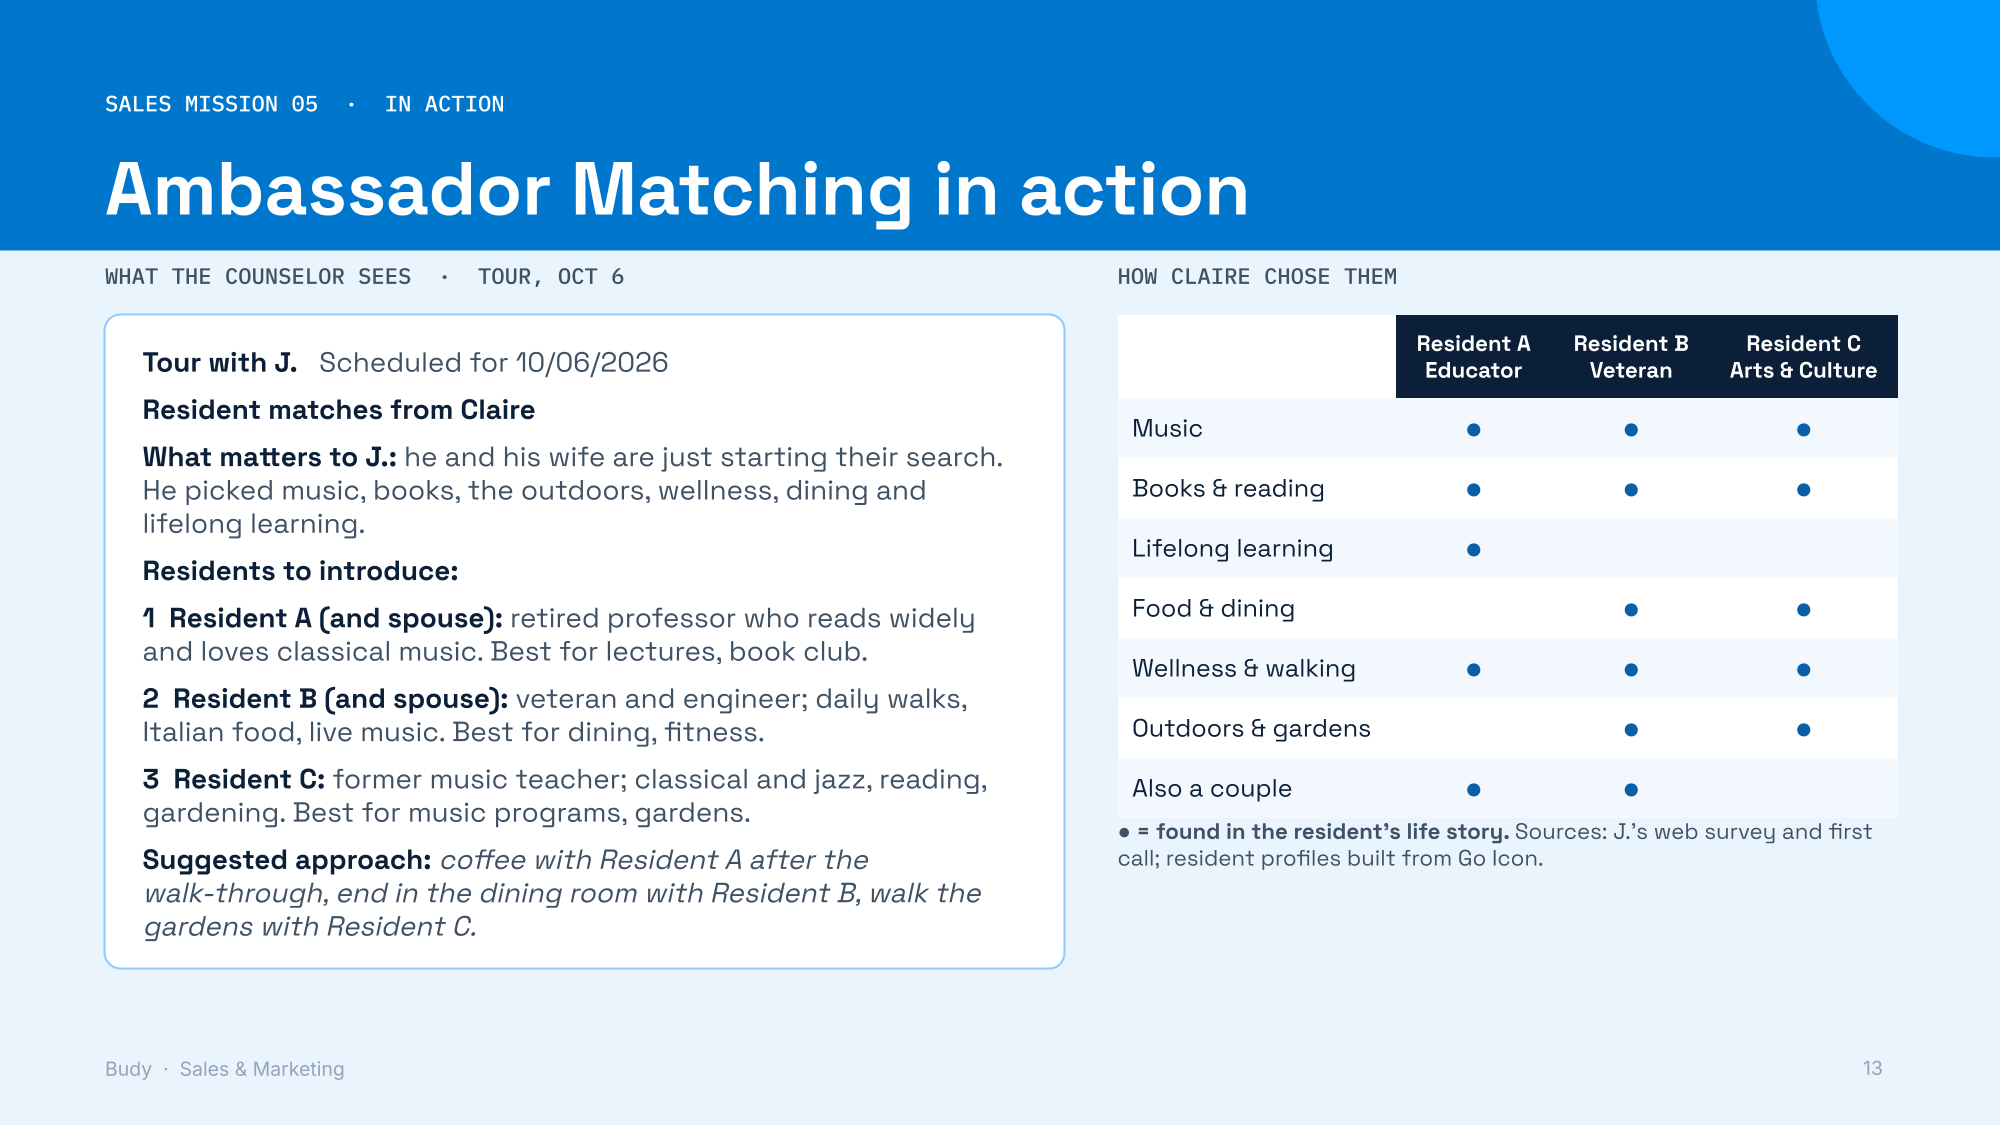 SALES MISSION 05 · IN ACTION
Ambassador Matching in action
WHAT THE COUNSELOR SEES · TOUR, OCT 6
Tour with J. Scheduled for 10/06/2026
Resident matches from Claire
What matters to J.: he and his wife are just starting their search.
He picked music, books, the outdoors, wellness, dining and
lifelong learning.
Residents to introduce:
1 Resident A (and spouse): retired professor who reads widely
and loves classical music. Best for lectures, book club.
2 Resident B (and spouse): veteran and engineer; daily walks,
Italian food, live music. Best for dining, fitness.
3 Resident C: former music teacher; classical and jazz, reading,
gardening. Best for music programs, gardens.
Suggested approach: coffee with Resident A after the
walk-through, end in the dining room with Resident B, walk the
gardens with Resident C.
HOW CLAIRE CHOSE THEM
Resident A Resident B Resident C
Educator Veteran Arts & Culture
Music ● ● ●
Books & reading ● ● ●
Lifelong learning ●
Food & dining ● ●
Wellness & walking ● ● ●
Outdoors & gardens ● ●
Also a couple ● ●
● = found in the resident's life story. Sources: J.'s web survey and first
call; resident profiles built from Go Icon.
Budy · Sales & Marketing
13